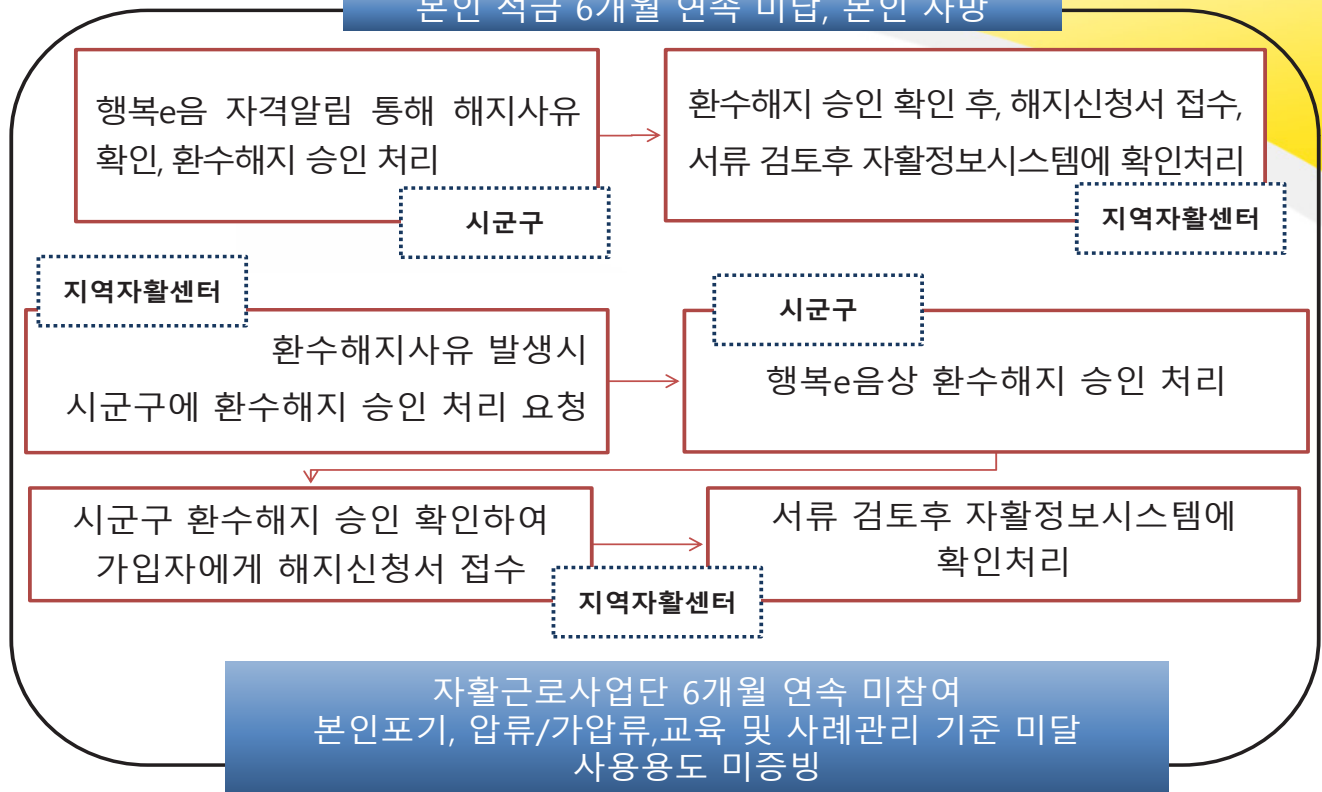 본인 적금 6개월 연속 미납, 본인 사망
행복e음 자격알림 통해 해지사유
확인, 환수해지 승인 처리
시군구
환수해지 승인 확인 후, 해지신청서 접수,
서류 검토후 자활정보시스템에 확인처리
지역자활센터
지역자활센터
환수해지사유 발생시
시군구에 환수해지 승인 처리 요청
시군구
행복e음상 환수해지 승인 처리
시군구 환수해지 승인 확인하여
가입자에게 해지신청서 접수
서류 검토후 자활정보시스템에
확인처리
지역자활센터
자활근로사업단 6개월 연속 미참여
본인포기, 압류/가압류,교육 및 사례관리 기준 미달
사용용도 미증빙